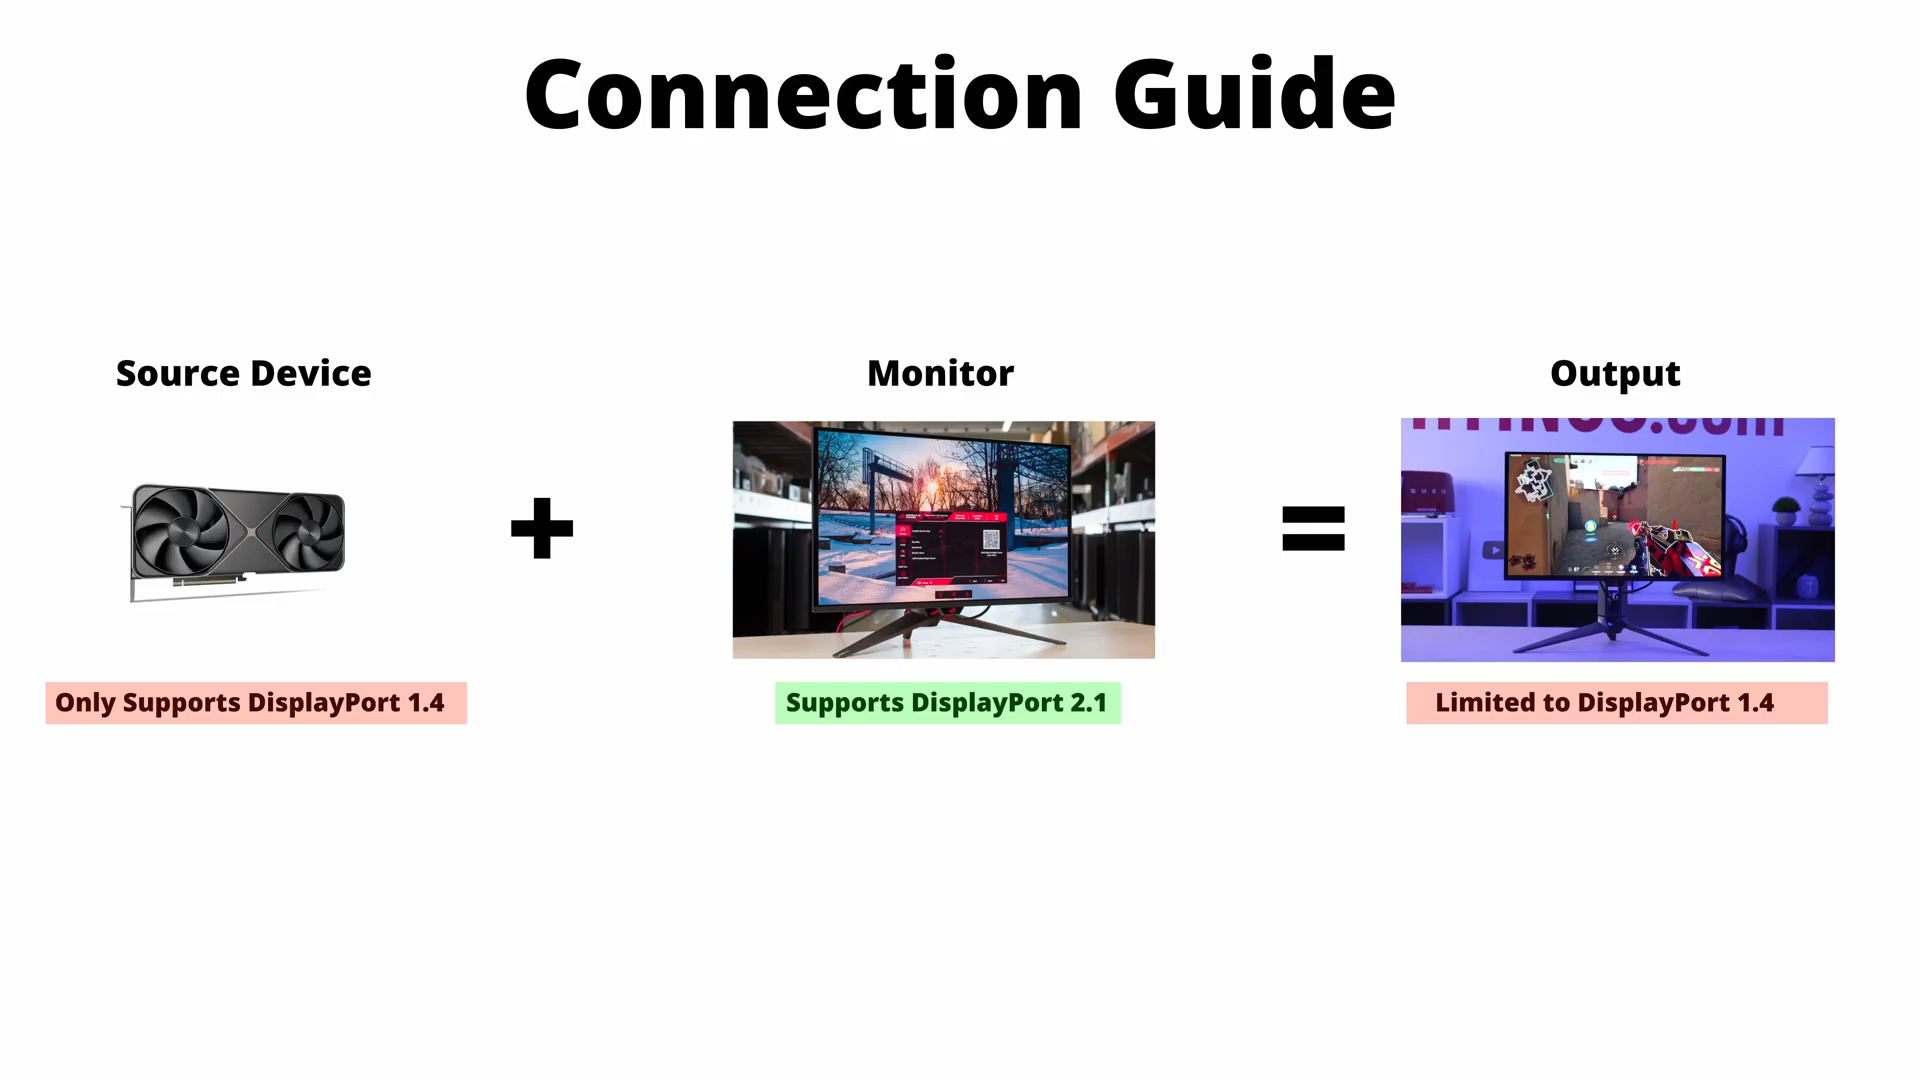 Connection Guide
Source Device
Monitor
Output
+
=
Only Supports DisplayPort 1.4
Supports DisplayPort 2.1
Limited to DisplayPort 1.4